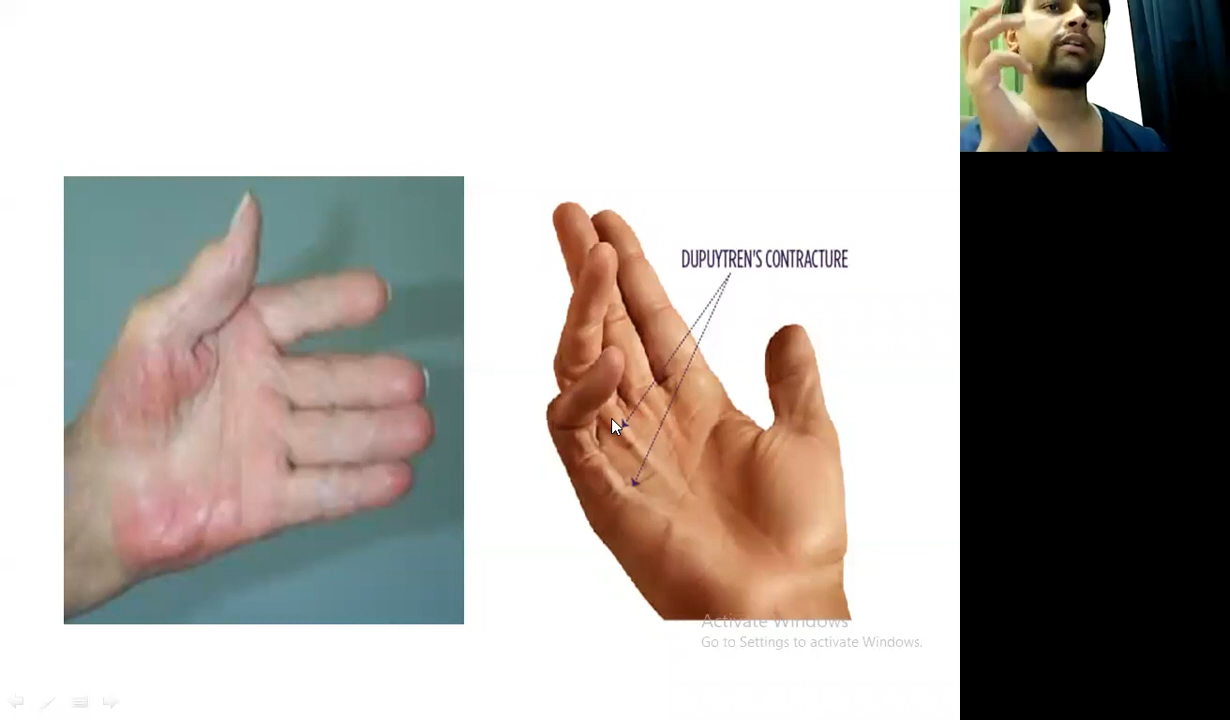 DUPUYTREN'S CONTRACTURE
Activate Windows
Go to Settings to activate Windows.